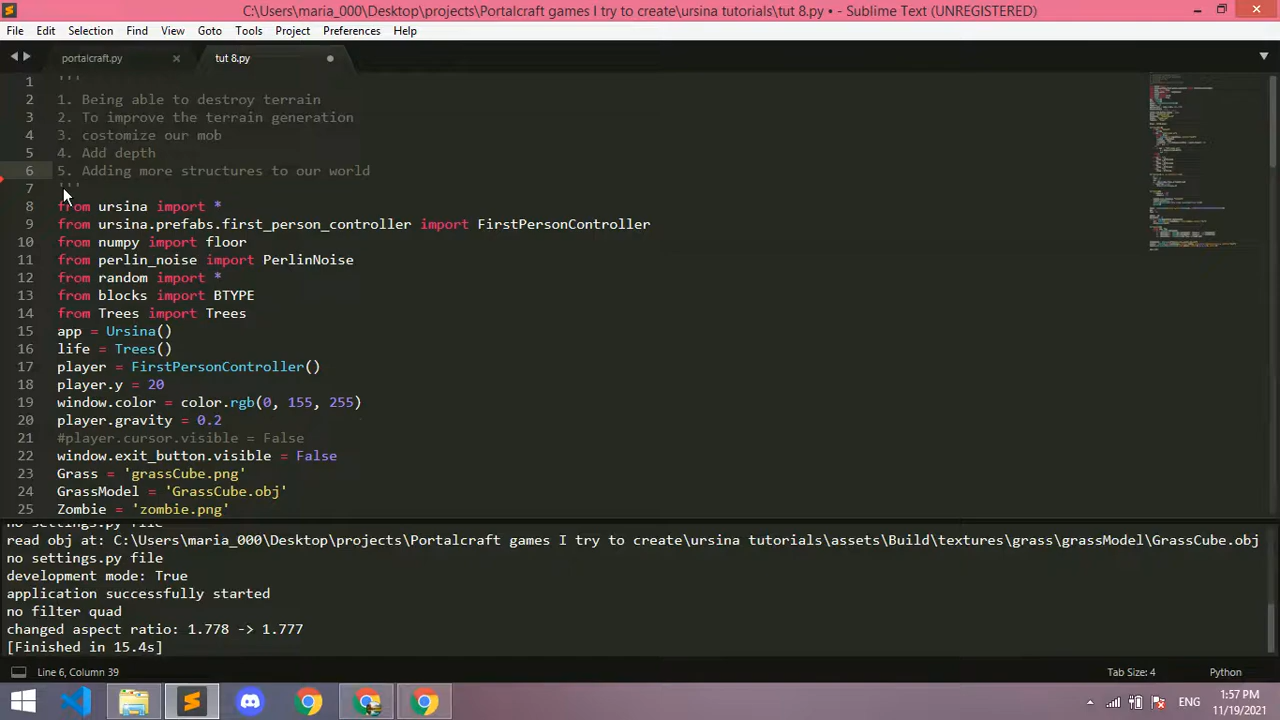 C:\Users\maria_000\Desktop\projects\Portalcraft games I try to create\ursina tutorials\tut 8.py • - Sublime Text (UNREGISTERED)
File Edit Selection Find View Goto Tools Project Preferences Help
portalcraft.py tut 8.py
1 '''
2 1. Being able to destroy terrain
3 2. To improve the terrain generation
4 3. costomize our mob
5 4. Add depth
6 5. Adding more structures to our world
7 '''
8 from ursina import *
9 from ursina.prefabs.first_person_controller import FirstPersonController
10 from numpy import floor
11 from perlin_noise import PerlinNoise
12 from random import *
13 from blocks import BTYPE
14 from Trees import Trees
15 app = Ursina()
16 life = Trees()
17 player = FirstPersonController()
18 player.y = 20
19 window.color = color.rgb(0, 155, 255)
20 player.gravity = 0.2
21 #player.cursor.visible = False
22 window.exit_button.visible = False
23 Grass = 'grassCube.png'
24 GrassModel = 'GrassCube.obj'
25 Zombie = 'zombie.png'
no settings.py file
read obj at: C:\Users\maria_000\Desktop\projects\Portalcraft games I try to create\ursina tutorials\assets\Build\textures\grass\grassModel\GrassCube.obj
no settings.py file
development mode: True
application successfully started
no filter quad
changed aspect ratio: 1.778 -> 1.777
[Finished in 15.4s]
Line 6, Column 39 Tab Size: 4 Python
ENG 1:57 PM
11/19/2021